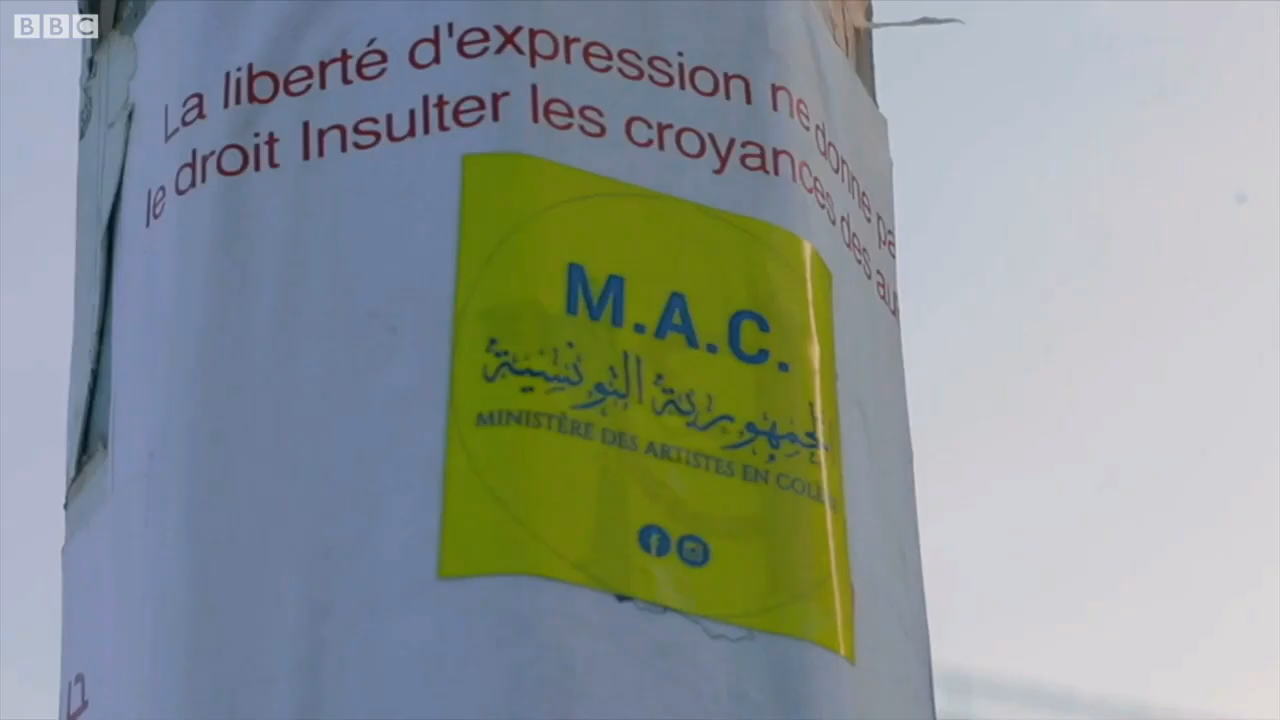 BBC
La liberté d'expression ne donne pa
le droit Insulter les croyances des au
M.A.C.
الجمهورية التونسية
MINISTÈRE DES ARTISTES EN COLÈ